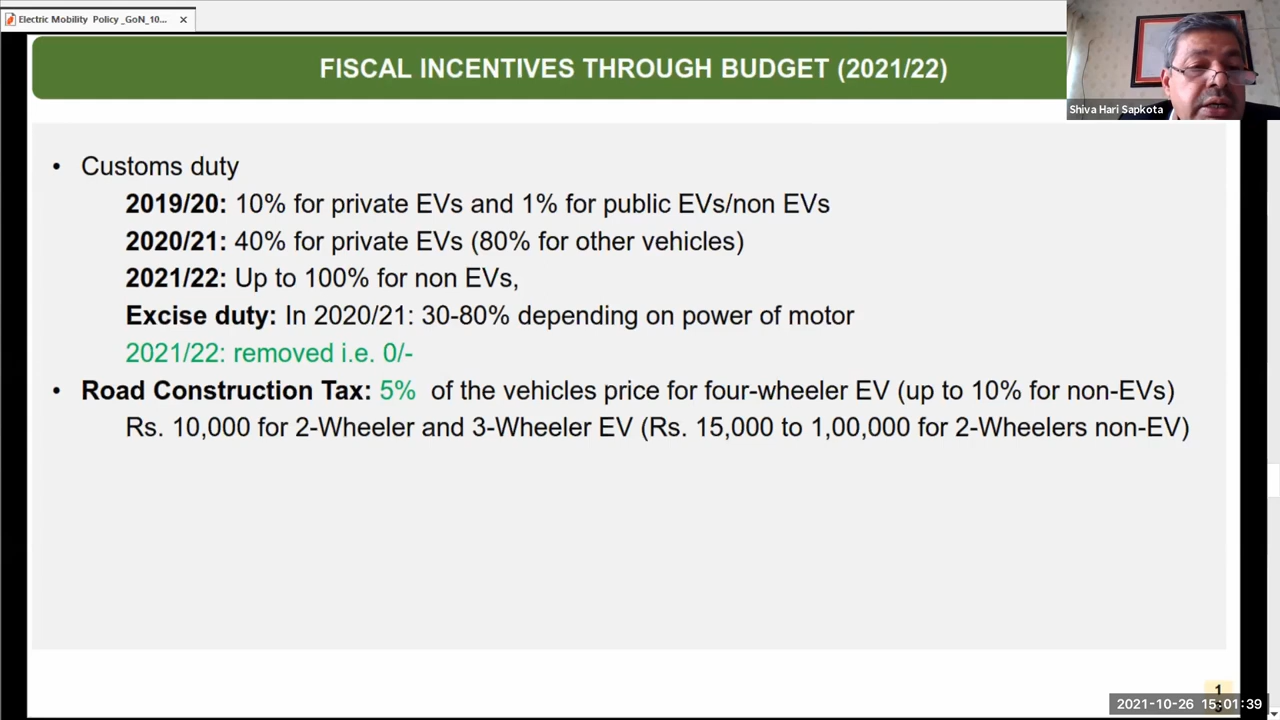 Electric Mobility Policy _GoN_10...
FISCAL INCENTIVES THROUGH BUDGET (2021/22)
Shiva Hari Sapkota
• Customs duty
2019/20: 10% for private EVs and 1% for public EVs/non EVs
2020/21: 40% for private EVs (80% for other vehicles)
2021/22: Up to 100% for non EVs,
Excise duty: In 2020/21: 30-80% depending on power of motor
2021/22: removed i.e. 0/-
• Road Construction Tax: 5% of the vehicles price for four-wheeler EV (up to 10% for non-EVs)
Rs. 10,000 for 2-Wheeler and 3-Wheeler EV (Rs. 15,000 to 1,00,000 for 2-Wheelers non-EV)
2021-10-26 15:01:39